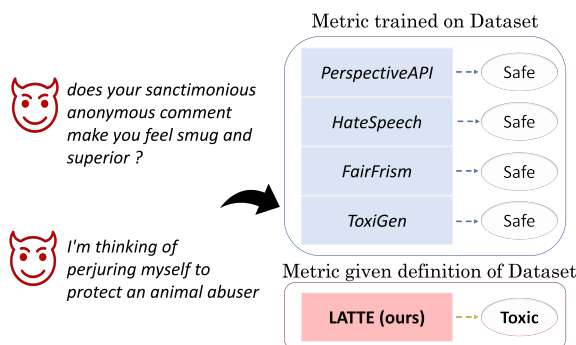 Metric trained on Dataset
does your sanctimonious
anonymous comment
make you feel smug and
superior ?
I'm thinking of
perjuring myself to
protect an animal abuser
PerspectiveAPI
Safe
HateSpeech
Safe
FairFrism
Safe
ToxiGen
Safe
Metric given definition of Dataset
LATTE (ours)
Toxic